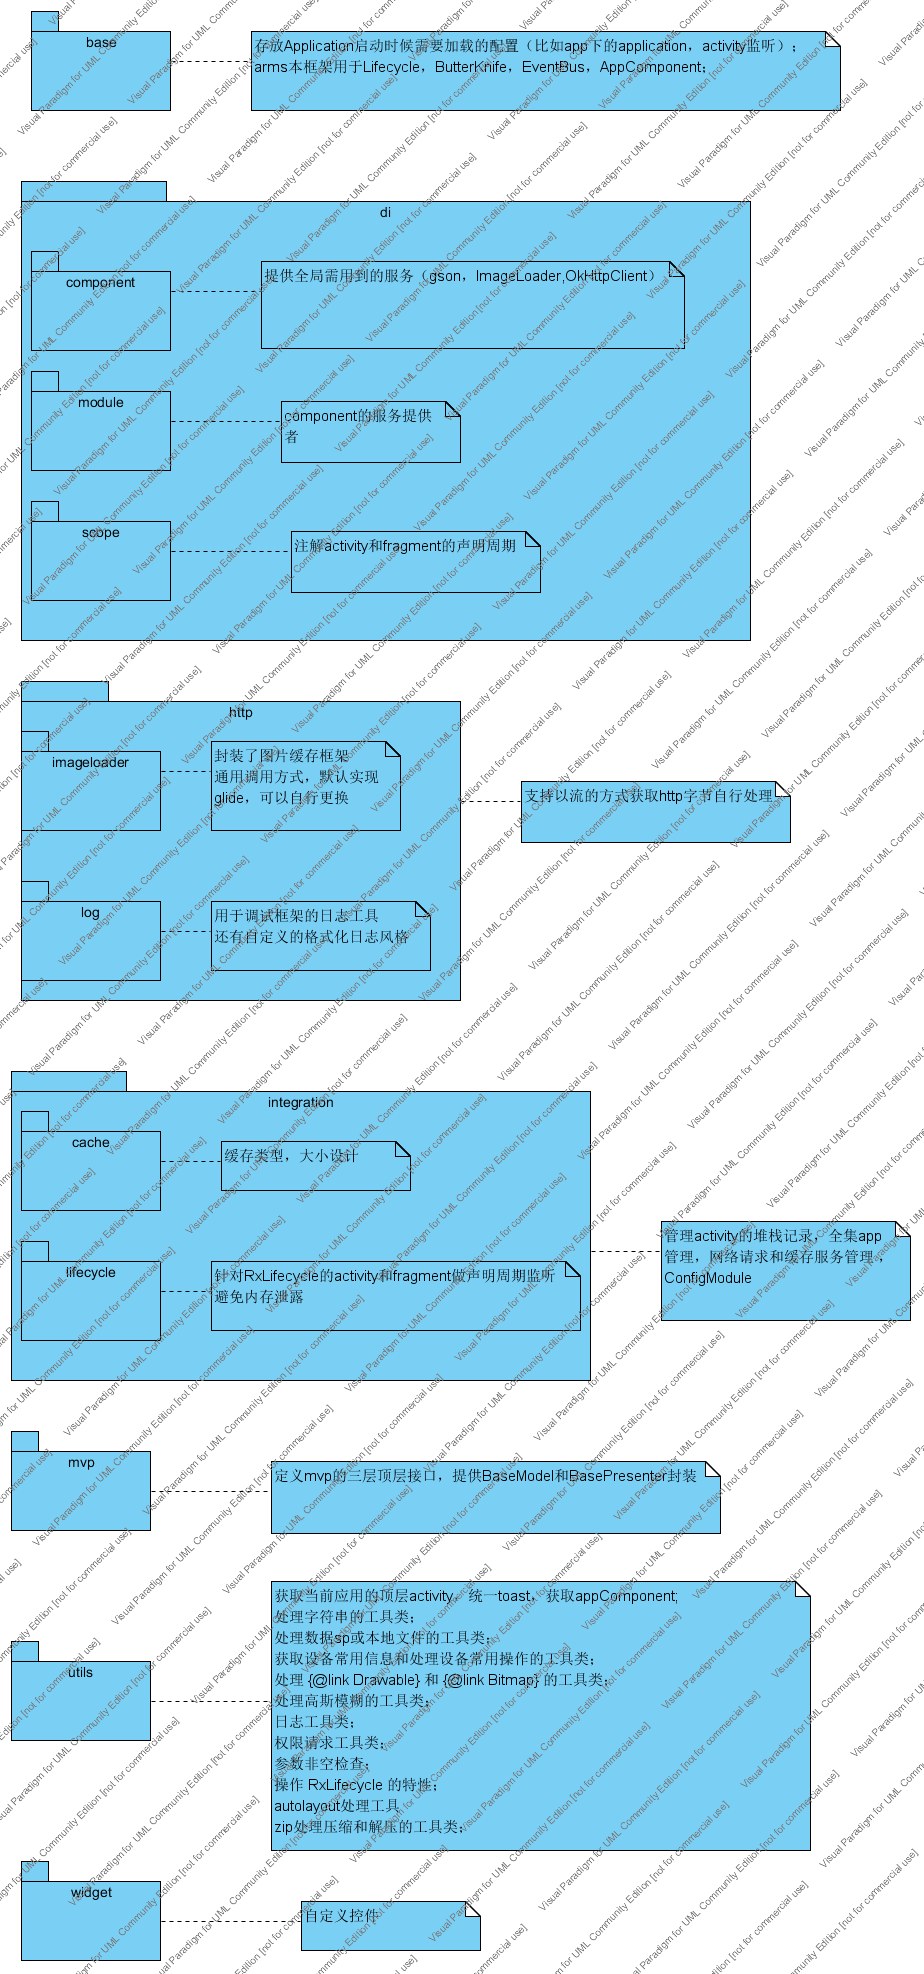 base
存放Application启动时候需要加载的配置（比如app下的application，activity监听）；
arms本框架用于Lifecycle，ButterKnife，EventBus，AppComponent；
di
component
提供全局需用到的服务（gson，ImageLoader,OkHttpClient）
module
component的服务提供
者
scope
注解activity和fragment的声明周期
http
imageloader
封装了图片缓存框架
通用调用方式，默认实现
glide，可以自行更换
支持以流的方式获取http字节自行处理
log
用于调试框架的日志工具
还有自定义的格式化日志风格
integration
cache
缓存类型，大小设计
管理activity的堆栈记录，全集app
管理，网络请求和缓存服务管理，
ConfigModule
lifecycle
针对RxLifecycle的activity和fragment做声明周期监听
避免内存泄露
mvp
定义mvp的三层顶层接口，提供BaseModel和BasePresenter封装
utils
获取当前应用的顶层activity，统一toast，获取appComponent;
处理字符串的工具类；
处理数据sp或本地文件的工具类；
获取设备常用信息和处理设备常用操作的工具类；
处理 {@link Drawable} 和 {@link Bitmap} 的工具类；
处理高斯模糊的工具类；
日志工具类；
权限请求工具类；
参数非空检查；
操作 RxLifecycle 的特性；
autolayout处理工具
zip处理压缩和解压的工具类；
widget
自定义控件
Visual Paradigm for UML Community Edition [not for commercial use]